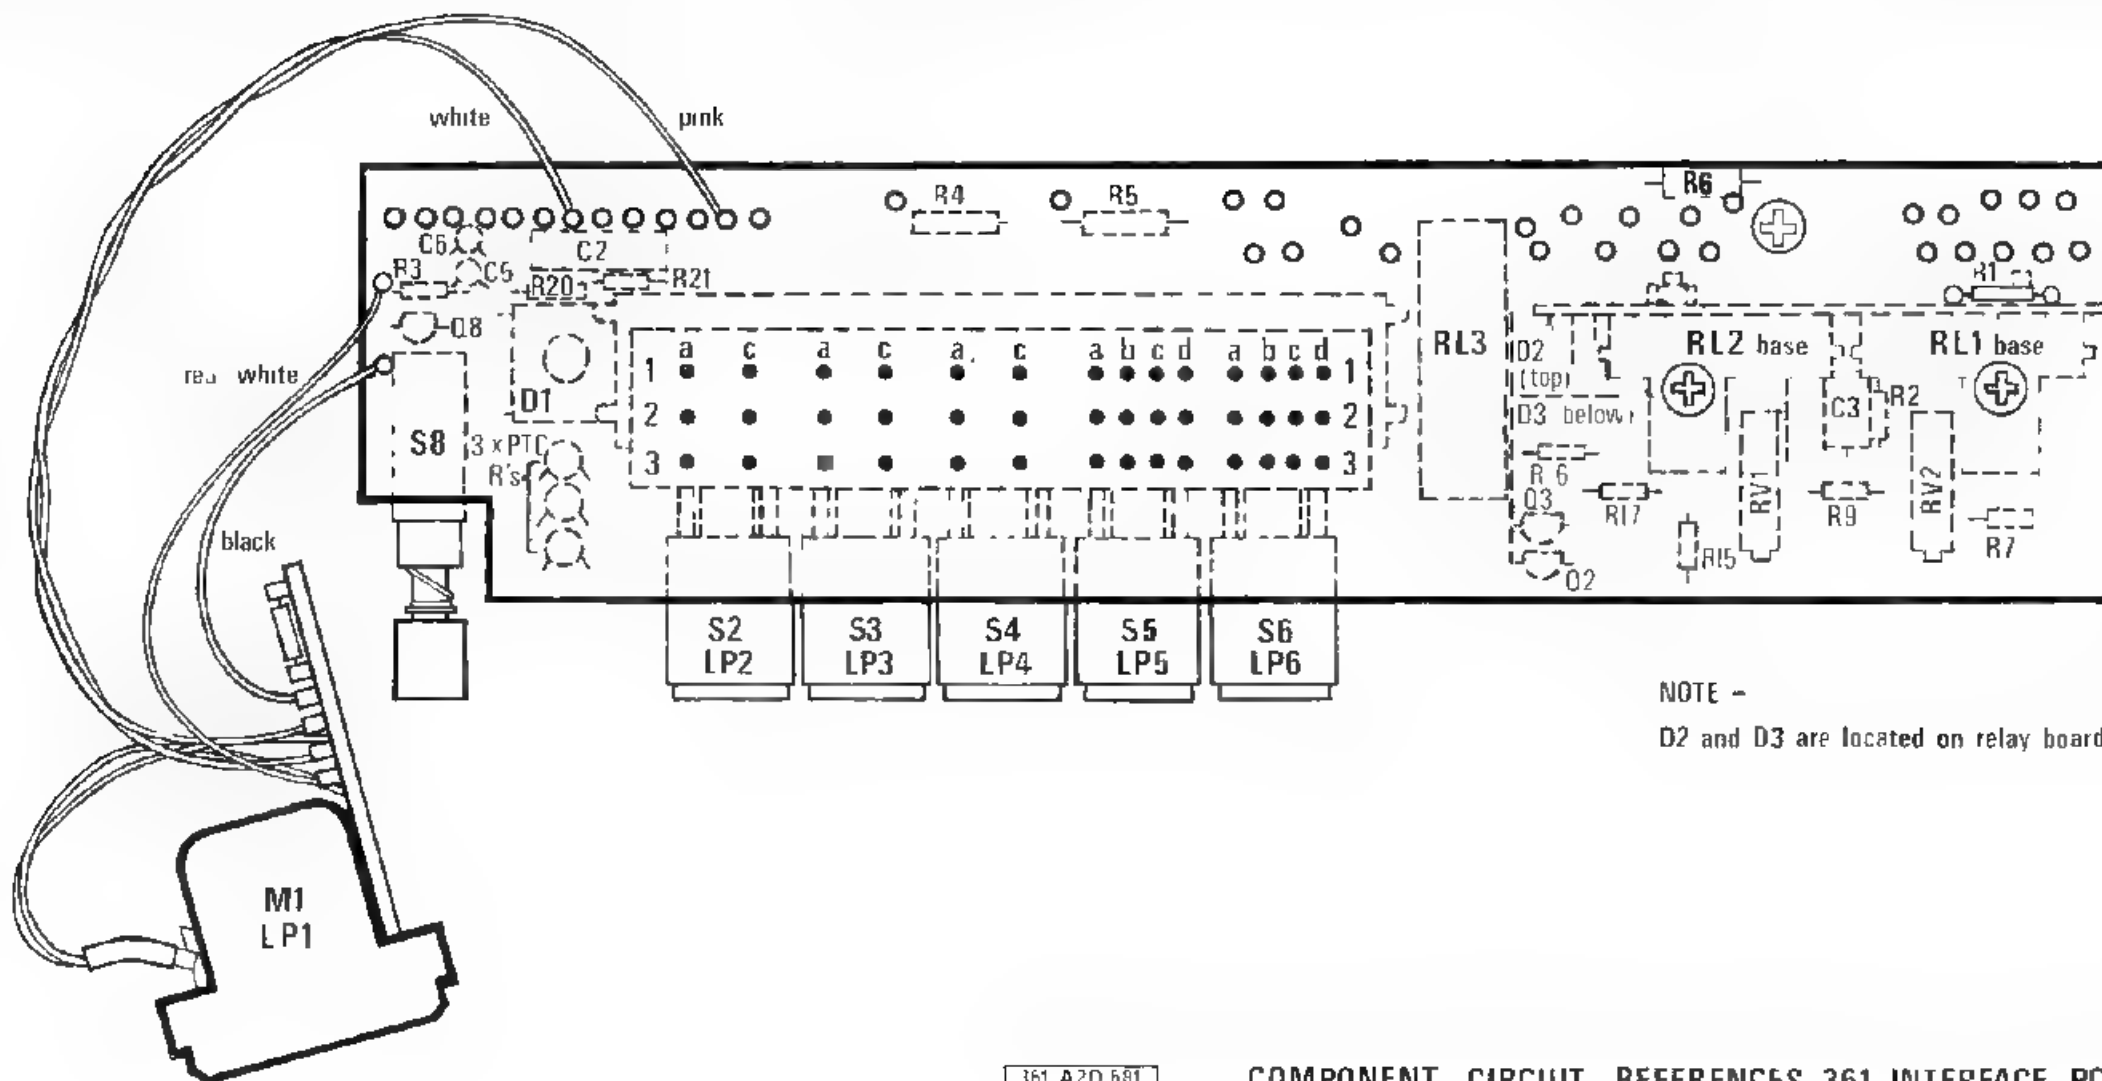 white
pink
R4
R5
R6
C6
C5
C2
R3
R20
R21
R1
Q8
RL3
D2
(top)
D3 below
RL2 base
RL1 base
white
S8
D1
3 x PTC
R's
a c a c a c a b c d a b c d
1 1
2 2
3 3
C3
R2
R 6
Q3
Q2
R17
R15
RV1
R9
RV2
R7
black
S2
LP2
S3
LP3
S4
LP4
S5
LP5
S6
LP6
NOTE -
D2 and D3 are located on relay board
M1
LP1
COMPONENT CIRCUIT REFERENCES 361 INTERFACE